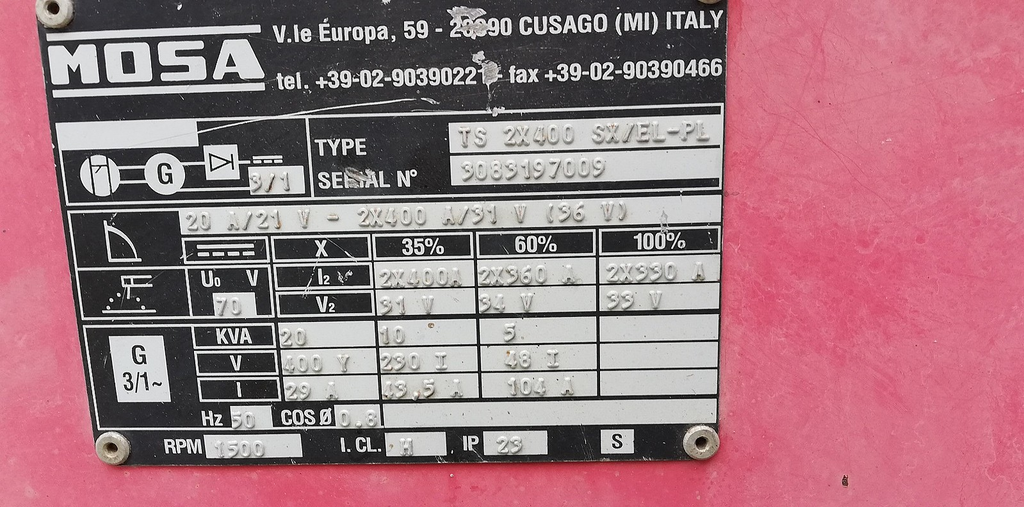 MOSA
V.le Éuropa, 59 - 20090 CUSAGO (MI) ITALY
tel. +39-02-9039022 - fax +39-02-90390466
TYPE TS 2X400 SX/EL-PL
G 3/1 SERIAL N° 3083197009
20 A/21 V - 2X400 A/31 V (36 V)
X 35% 60% 100%
U₀ V I₂ 2X400A 2X360 A 2X330 A
70 V₂ 31 V 34 V 33 V
KVA 20 10 5
G V 400 Y 230 I 48 I
3/1~ I 29 A 43,5 A 104 A
Hz 50 COS Ø 0.8
RPM 1500 I. CL. H IP 23 S